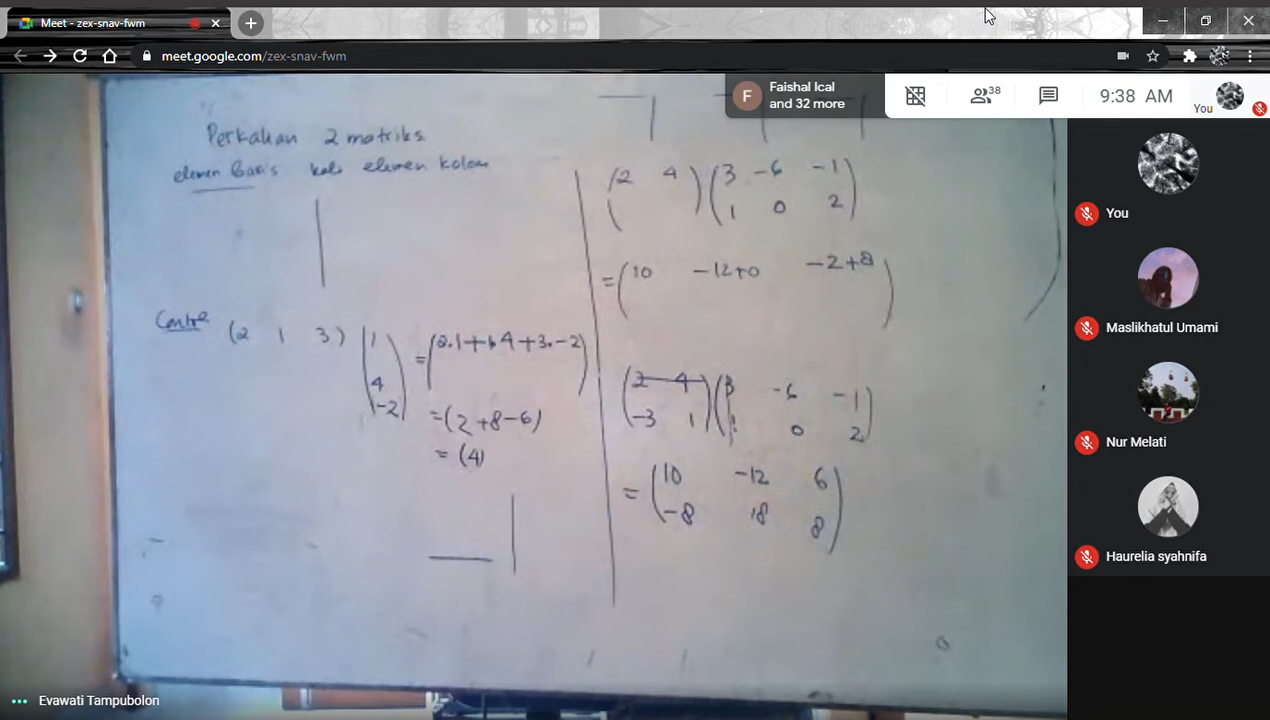 Meet - zex-snav-fwm
meet.google.com/zex-snav-fwm
Faishal Ical
and 32 more
38
9:38 AM
You
Perkalian 2 matriks
elemen Baris kali elemen kolom
Contoh (2 1 3) (1
4
-2) = (2.1+1.4+3.-2)
= (2+8-6)
= (4)
(2 4) (3 -6 -1
1 0 2)
= (10 -12+0 -2+8)
(2 4
-3 1) (3 -6 -1
1 0 2)
= (10 -12 6
-8 18 8)
You
Maslikhatul Umami
Nur Melati
Haurelia syahnifa
Evawati Tampubolon